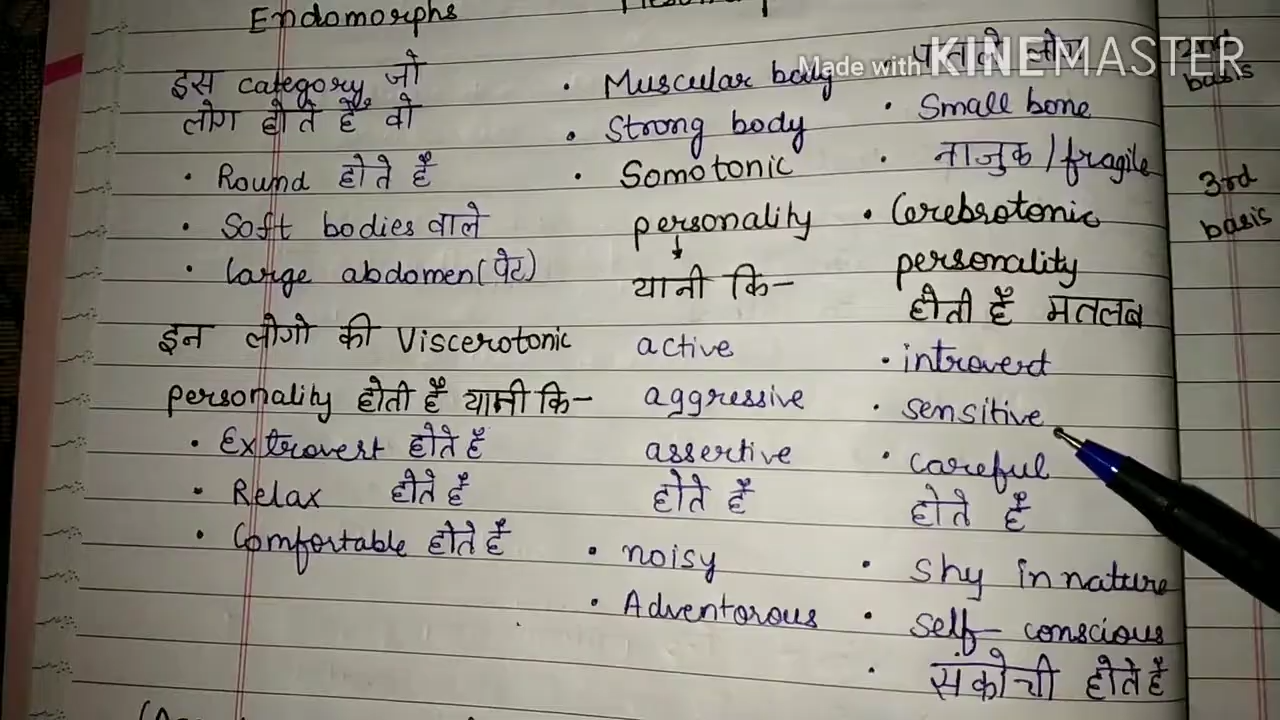 Endomorphs
इस category जो
लोग होते है, वो
• Round होते हैं
• Soft bodies वाले
• large abdomen (पेट)
इन लोगो की Viscerotonic
personality होती हैं यानी कि-
• Extrovert होते हैं
• Relax होते हैं
• Comfortable होते हैं
• Muscular body
• Strong body
• Somotonic
personality
↓
यानी कि-
active
aggressive
assertive
होते हैं
• noisy
• Adventorous
लोग
• Small bone
• नाजुक / fragile
• Cerebrotonic
personality
होती हैं मतलब
• introvert
• sensitive
• careful
होते हैं
• Shy in nature
• self-conscious
• संकोची होते हैं
Made with KINEMASTER
2nd
basis
3rd
basis